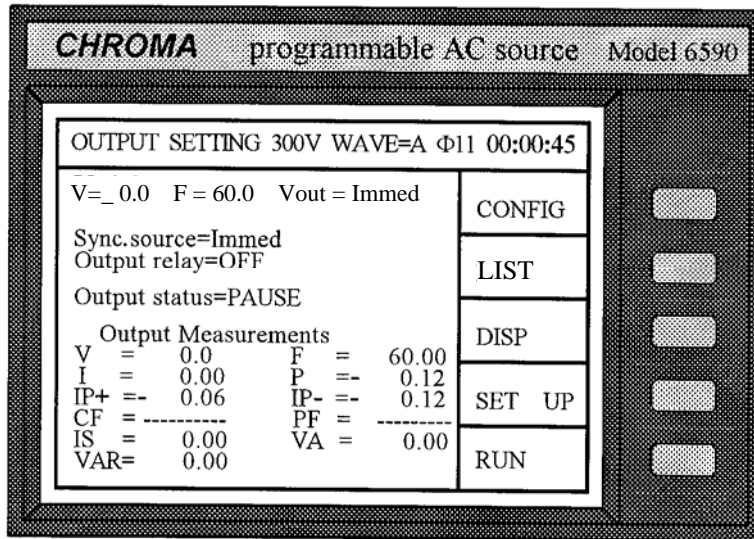 CHROMA programmable AC source Model 6590
OUTPUT SETTING 300V WAVE=A Φ11 00:00:45
V=_ 0.0 F = 60.0 Vout = Immed
Sync.source=Immed
Output relay=OFF
Output status=PAUSE
Output Measurements
V = 0.0 F = 60.00
I = 0.00 P =- 0.12
IP+ =- 0.06 IP- =- 0.12
CF = ---------- PF = ---------
IS = 0.00 VA = 0.00
VAR= 0.00
CONFIG
LIST
DISP
SET UP
RUN